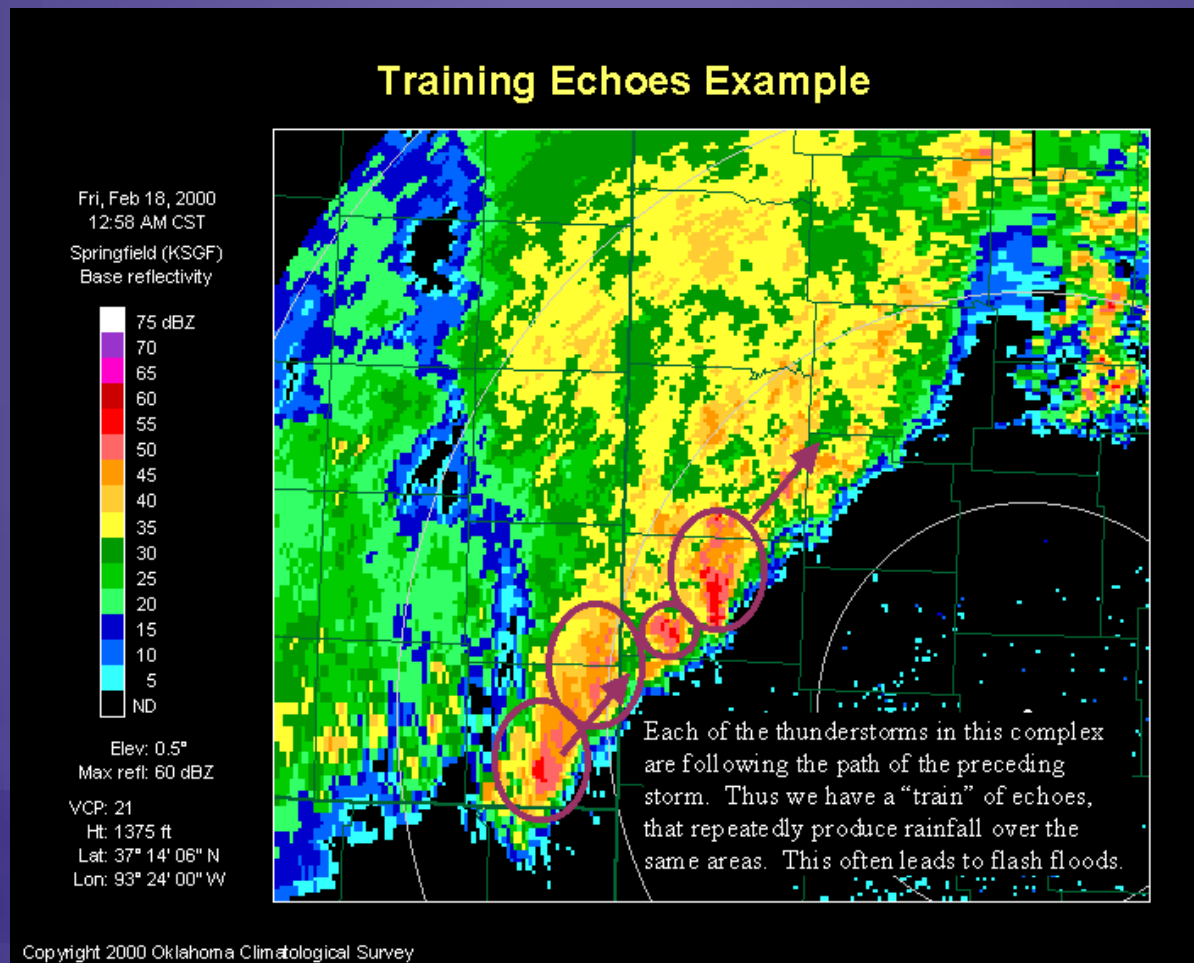 Training Echoes Example
Fri, Feb 18, 2000
12:58 AM CST
Springfield (KSGF)
Base reflectivity
75 dBZ
70
65
60
55
50
45
40
35
30
25
20
15
10
5
ND
Elev: 0.5°
Max refl: 60 dBZ
VCP: 21
Ht: 1375 ft
Lat: 37° 14' 06" N
Lon: 93° 24' 00" W
Each of the thunderstorms in this complex
are following the path of the preceding
storm. Thus we have a “train” of echoes,
that repeatedly produce rainfall over the
same areas. This often leads to flash floods.
Copyright 2000 Oklahoma Climatological Survey